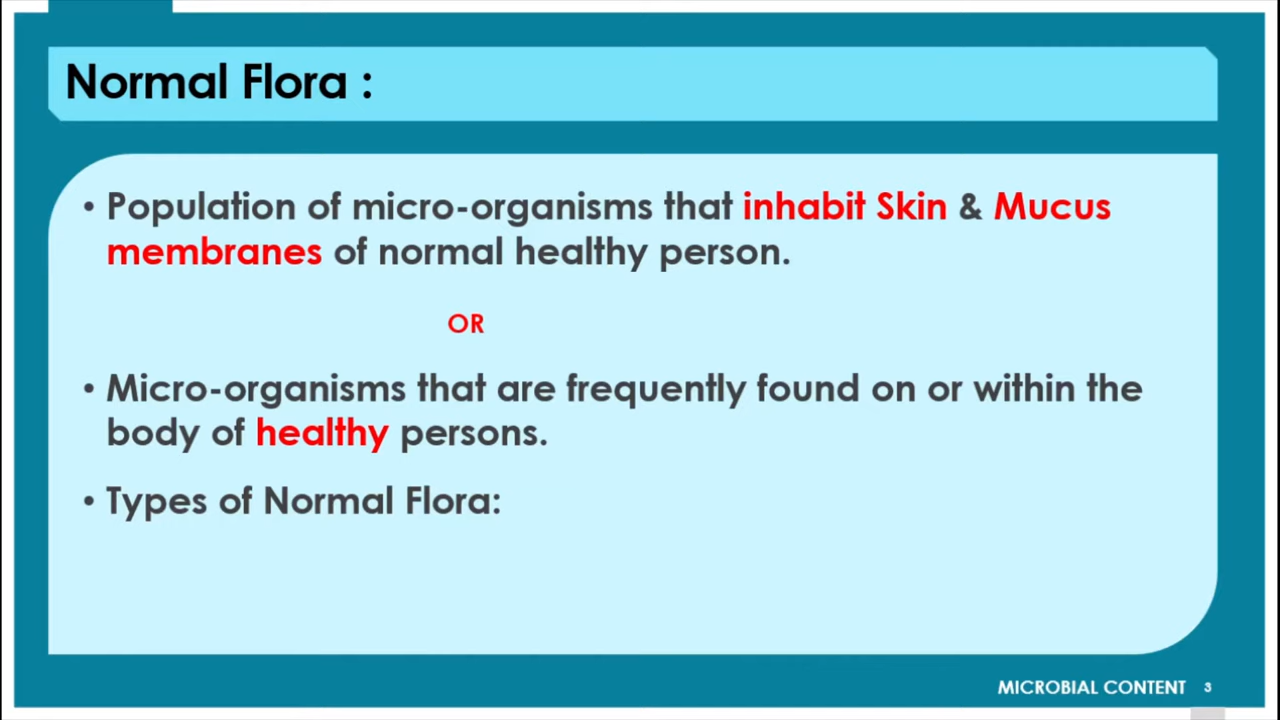 Normal Flora :
• Population of micro-organisms that inhabit Skin & Mucus
membranes of normal healthy person.
OR
• Micro-organisms that are frequently found on or within the
body of healthy persons.
• Types of Normal Flora:
MICROBIAL CONTENT 3